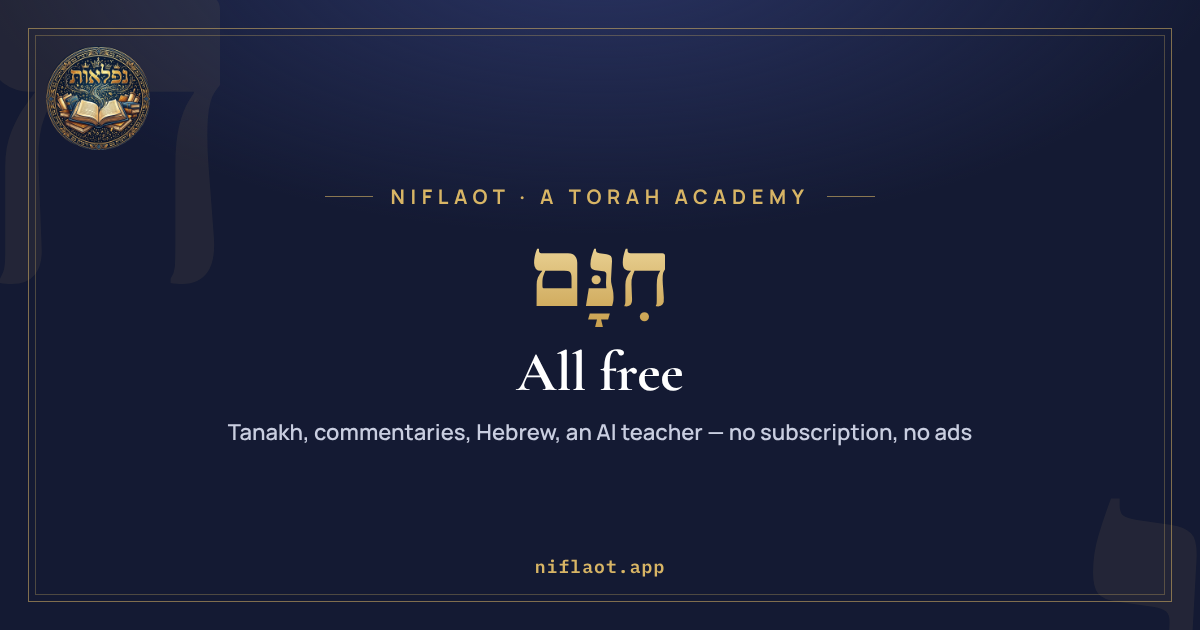 נפלאות
NIFLAOT · A TORAH ACADEMY
חִנָּם
All free
Tanakh, commentaries, Hebrew, an AI teacher — no subscription, no ads
niflaot.app